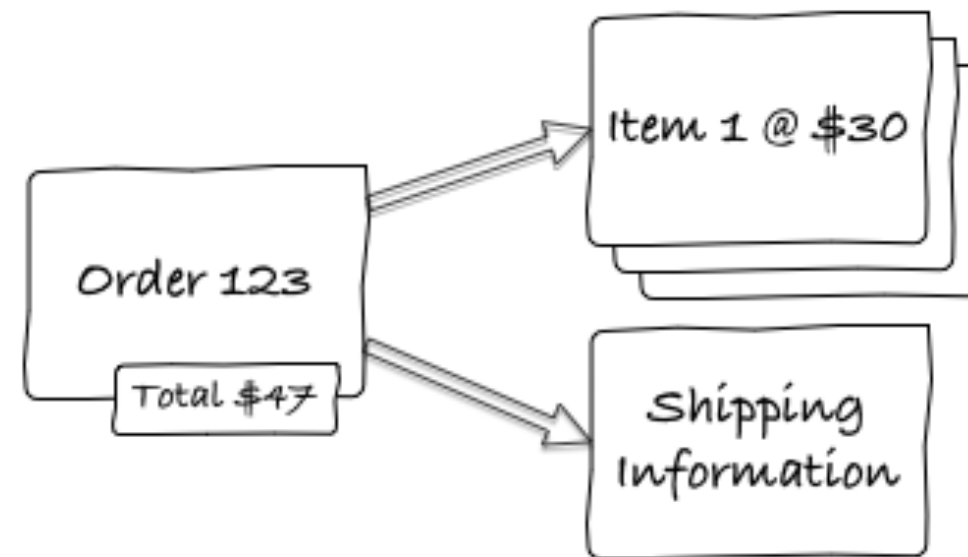 Item 1 @ $30
Order 123
Total $47
Shipping
Information